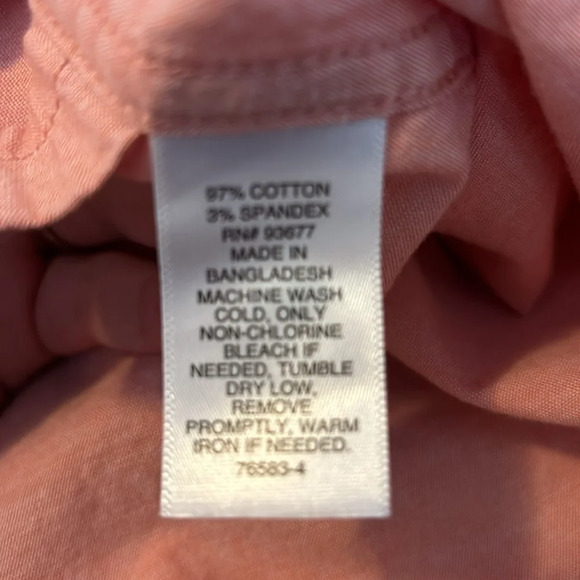 97% COTTON
3% SPANDEX
RN# 93677
MADE IN
BANGLADESH
MACHINE WASH
COLD, ONLY
NON-CHLORINE
BLEACH IF
NEEDED, TUMBLE
DRY LOW,
REMOVE
PROMPTLY, WARM
IRON IF NEEDED.
76583-4